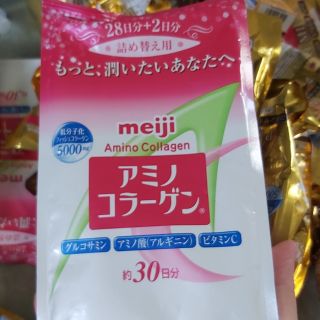 28日分+2日分
詰め替え用
もっと、潤いたいあなたへ
低分子化
フィッシュコラーゲン
5000mg
meiji
Amino Collagen
アミノ
コラーゲン®
グルコサミン
アミノ酸(アルギニン)
ビタミンC
約30日分